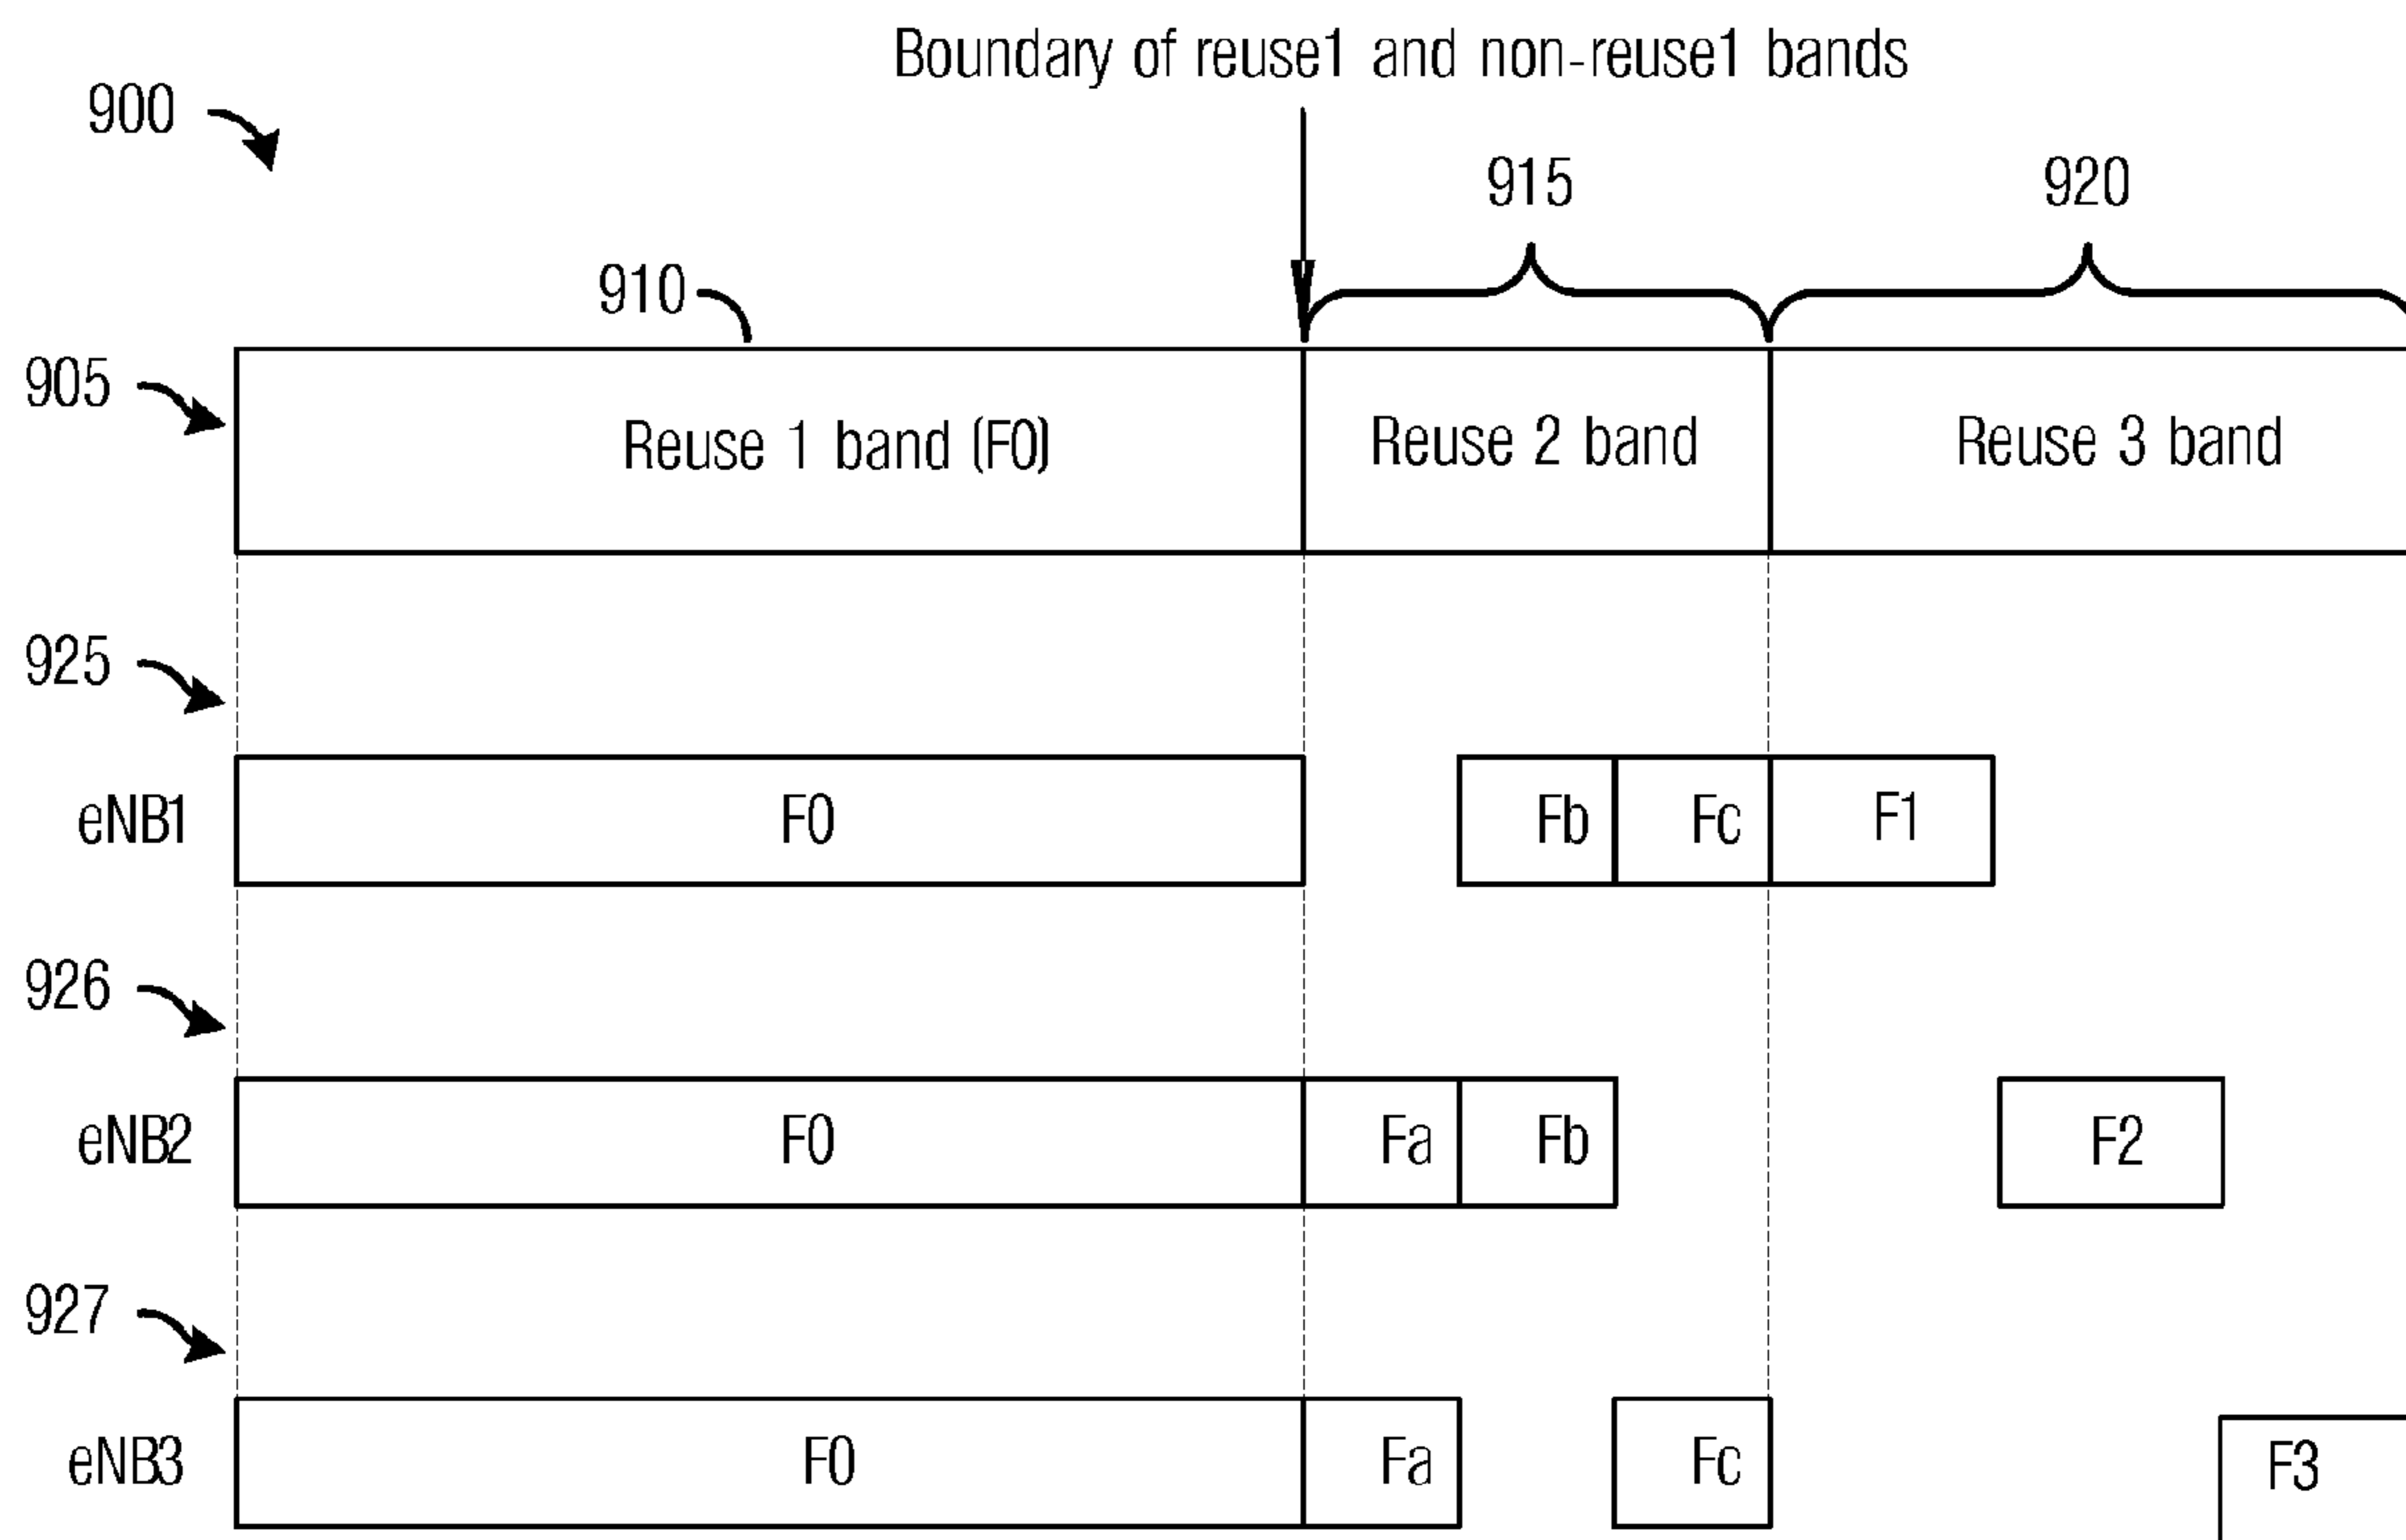 Boundary of reuse1 and non-reuse1 bands
900
915
920
910
905
Reuse 1 band (F0)
Reuse 2 band
Reuse 3 band
925
eNB1
F0
Fb
Fc
F1
926
eNB2
F0
Fa
Fb
F2
927
eNB3
F0
Fa
Fc
F3